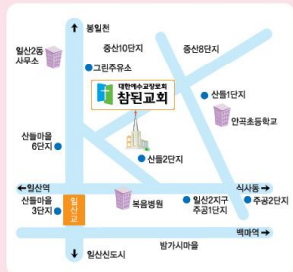 봉일천
일산2동
사무소
중산10단지
중산8단지
그린주유소
대한예수교장로회
참된교회
산들1단지
안곡초등학교
산들마을
6단지
산들2단지
←일산역
식사동→
산들마을
3단지
일산교
복음병원
일산2지구
주공1단지
주공2단지
백마역→
밤가시마을
일산신도시